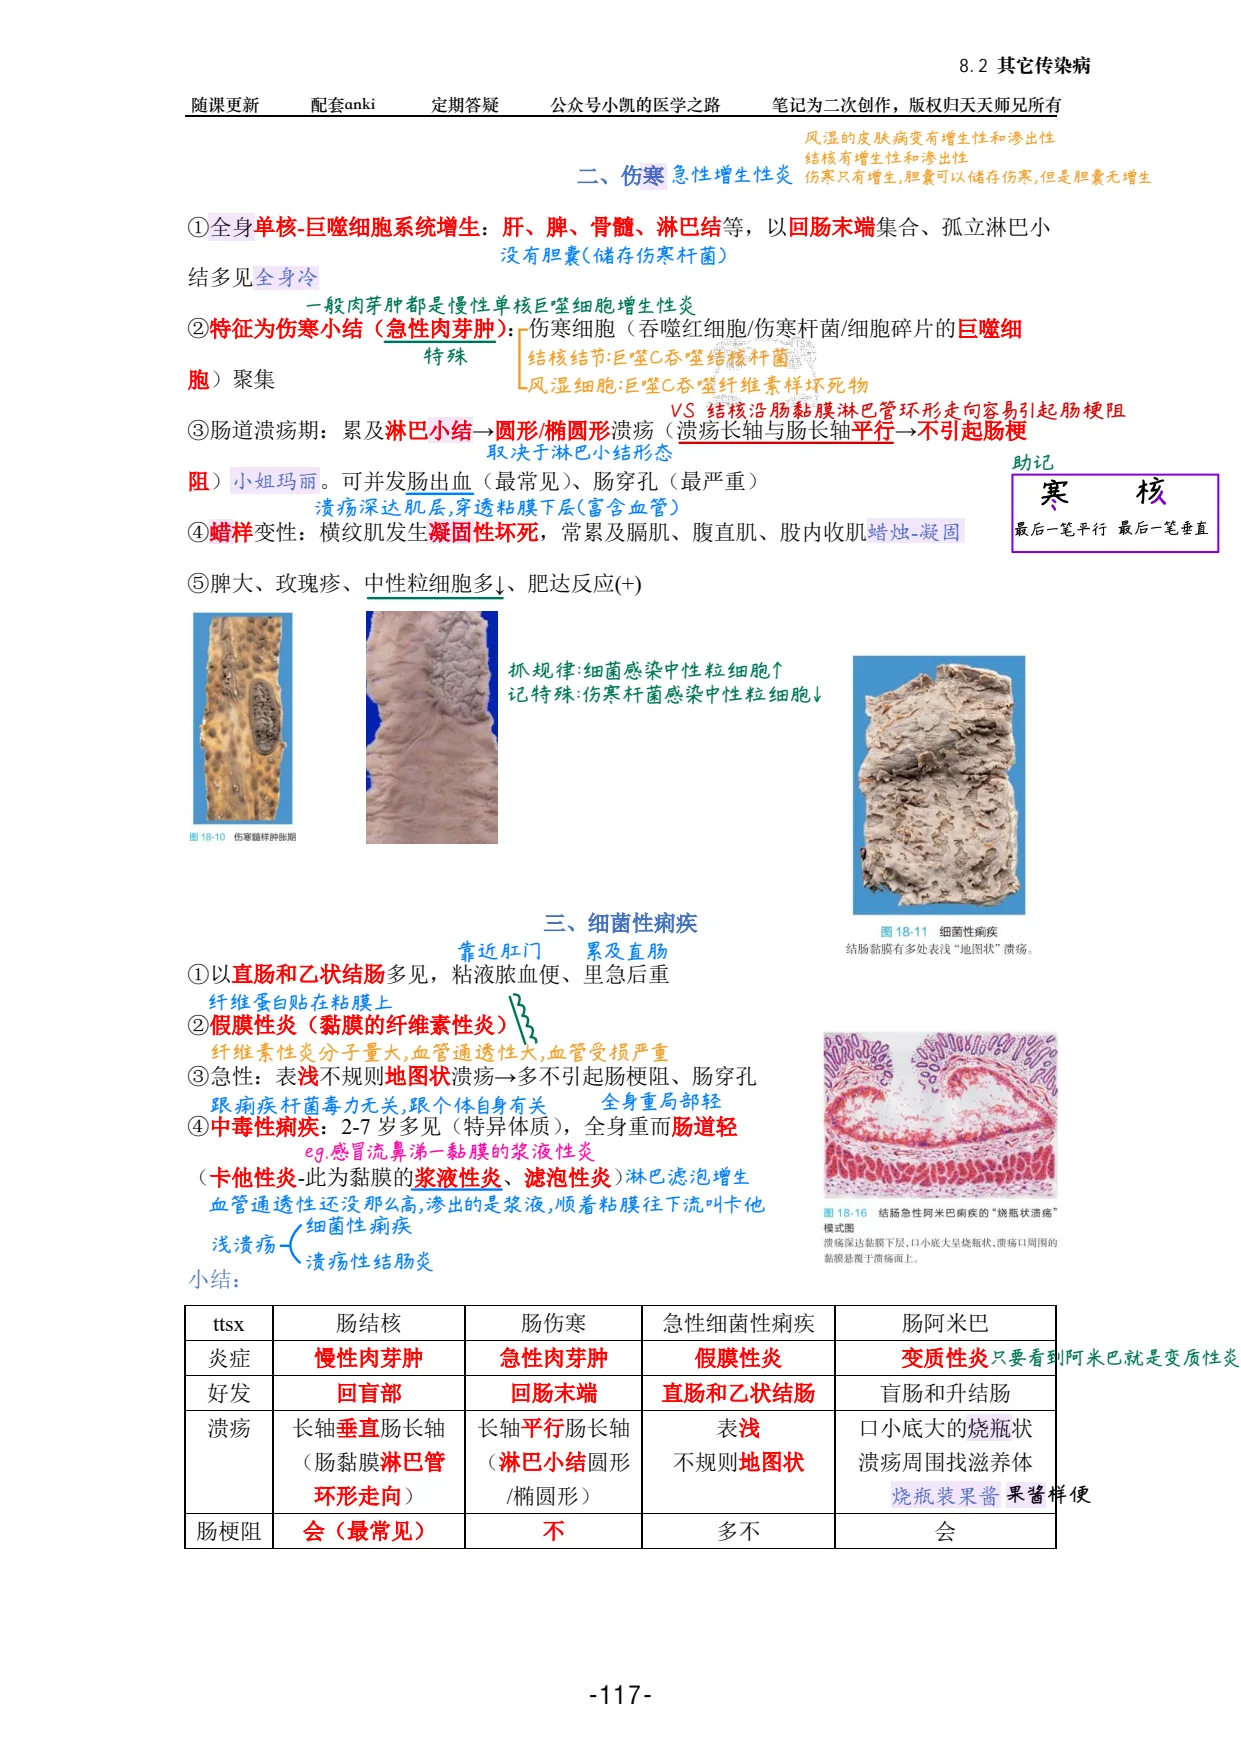 8.2 其它传染病
随课更新 配套anki 定期答疑 公众号小凯的医学之路 笔记为二次创作，版权归天天师兄所有
风湿的皮肤病变有增生性和渗出性
结核有增生性和渗出性
二、伤寒 急性增生性炎 伤寒只有增生,胆囊可以储存伤寒,但是胆囊无增生
①全身单核-巨噬细胞系统增生：肝、脾、骨髓、淋巴结等，以回肠末端集合、孤立淋巴小
没有胆囊(储存伤寒杆菌)
结多见全身冷
一般肉芽肿都是慢性单核巨噬细胞增生性炎
②特征为伤寒小结（急性肉芽肿）：伤寒细胞（吞噬红细胞/伤寒杆菌/细胞碎片的巨噬细
特殊 结核结节:巨噬C吞噬结核杆菌
胞）聚集 风湿细胞:巨噬C吞噬纤维素样坏死物
VS 结核沿肠黏膜淋巴管环形走向容易引起肠梗阻
③肠道溃疡期：累及淋巴小结→圆形/椭圆形溃疡（溃疡长轴与肠长轴平行→不引起肠梗
取决于淋巴小结形态
阻）小姐玛丽。可并发肠出血（最常见）、肠穿孔（最严重）
溃疡深达肌层,穿透粘膜下层(富含血管)
④蜡样变性：横纹肌发生凝固性坏死，常累及膈肌、腹直肌、股内收肌蜡烛-凝固
助记
寒 核
最后一笔平行 最后一笔垂直
⑤脾大、玫瑰疹、中性粒细胞多↓、肥达反应(+)
抓规律:细菌感染中性粒细胞↑
记特殊:伤寒杆菌感染中性粒细胞↓
图 18-10 伤寒髓样肿胀期
图 18-11 细菌性痢疾
结肠黏膜有多处表浅“地图状”溃疡。
三、细菌性痢疾
靠近肛门 累及直肠
①以直肠和乙状结肠多见，粘液脓血便、里急后重
纤维蛋白贴在粘膜上
②假膜性炎（黏膜的纤维素性炎）
纤维素性炎分子量大,血管通透性大,血管受损严重
③急性：表浅不规则地图状溃疡→多不引起肠梗阻、肠穿孔
跟痢疾杆菌毒力无关,跟个体自身有关 全身重局部轻
④中毒性痢疾：2-7 岁多见（特异体质），全身重而肠道轻
eg.感冒流鼻涕一黏膜的浆液性炎
（卡他性炎-此为黏膜的浆液性炎、滤泡性炎）淋巴滤泡增生
血管通透性还没那么高,渗出的是浆液,顺着粘膜往下流叫卡他
浅溃疡 细菌性痢疾
溃疡性结肠炎
图 18-16 结肠急性阿米巴痢疾的“烧瓶状溃疡”
模式图
溃疡深达黏膜下层,口小底大呈烧瓶状,溃疡口周围的
黏膜悬覆于溃疡面上。
小结：
ttsx 肠结核 肠伤寒 急性细菌性痢疾 肠阿米巴
炎症 慢性肉芽肿 急性肉芽肿 假膜性炎 变质性炎只要看到阿米巴就是变质性炎
好发 回盲部 回肠末端 直肠和乙状结肠 盲肠和升结肠
溃疡 长轴垂直肠长轴 长轴平行肠长轴 表浅 口小底大的烧瓶状
（肠黏膜淋巴管 （淋巴小结圆形 不规则地图状 溃疡周围找滋养体
环形走向） /椭圆形） 烧瓶装果酱 果酱样便
肠梗阻 会（最常见） 不 多不 会
-117-